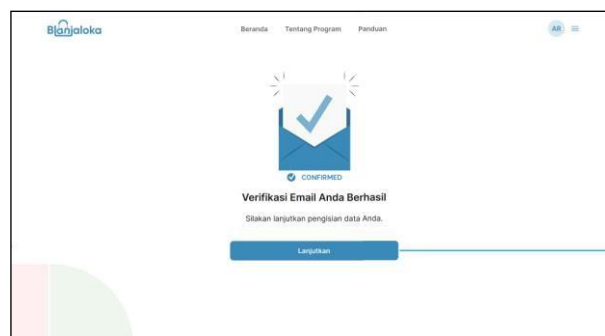 Blanjaloka
Beranda Tentang Program Panduan
AR
CONFIRMED
Verifikasi Email Anda Berhasil
Silakan lanjutkan pengisian data Anda.
Lanjutkan